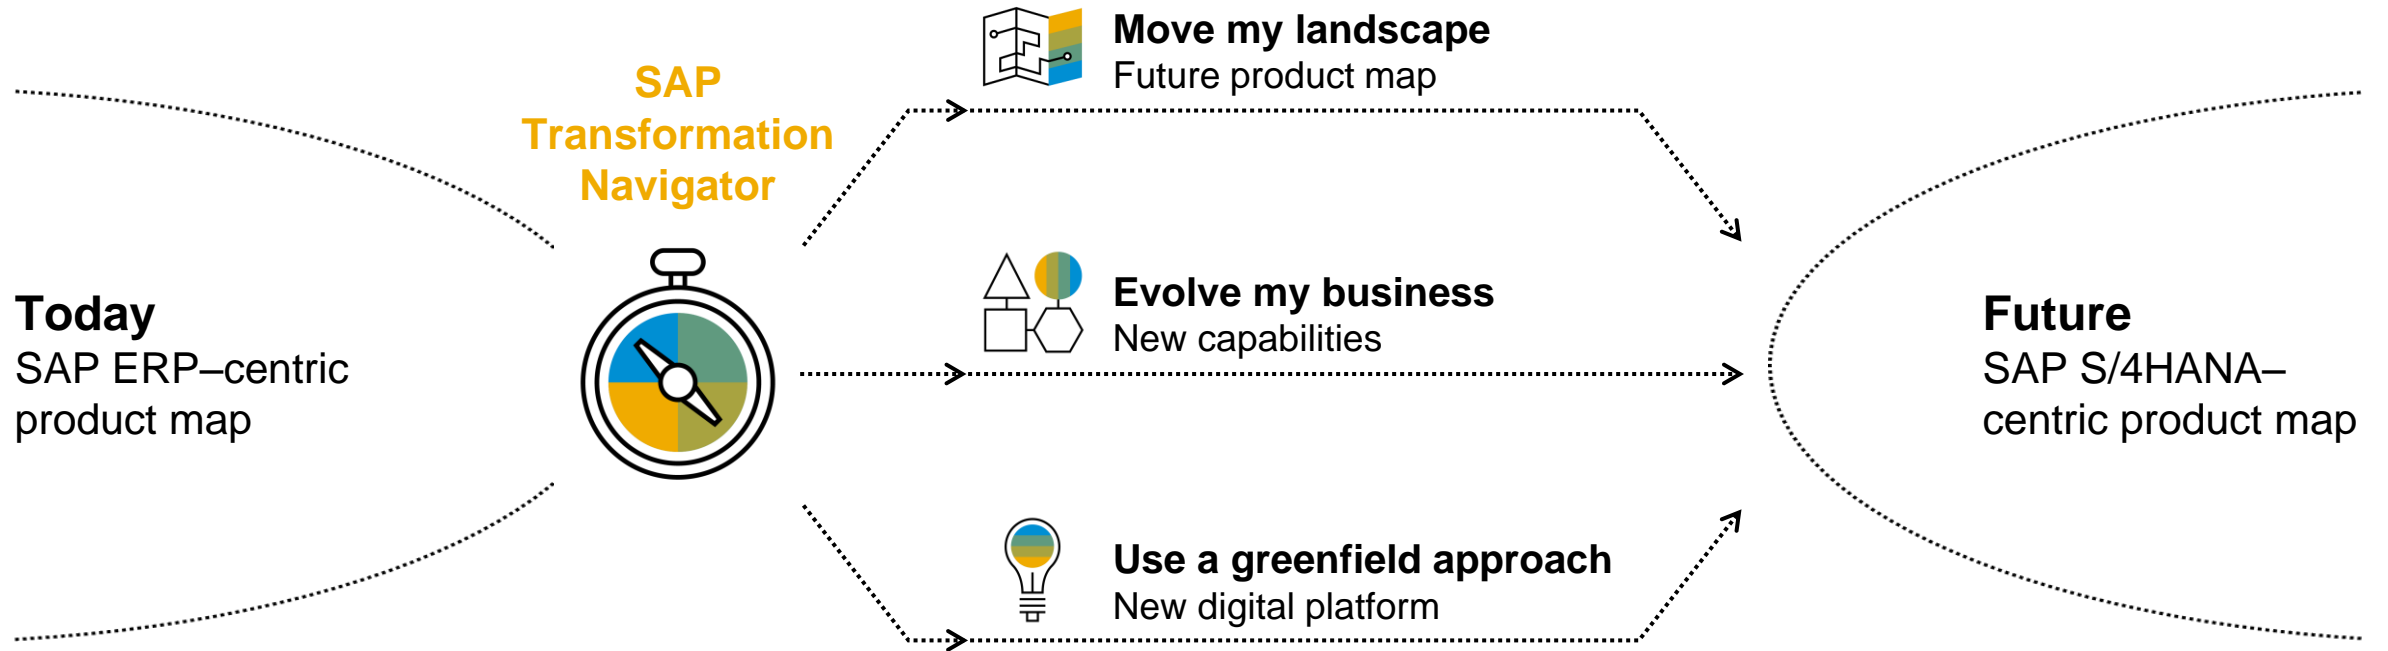 Today
SAP ERP–centric
product map
SAP
Transformation
Navigator
Move my landscape
Future product map
Evolve my business
New capabilities
Use a greenfield approach
New digital platform
Future
SAP S/4HANA–
centric product map